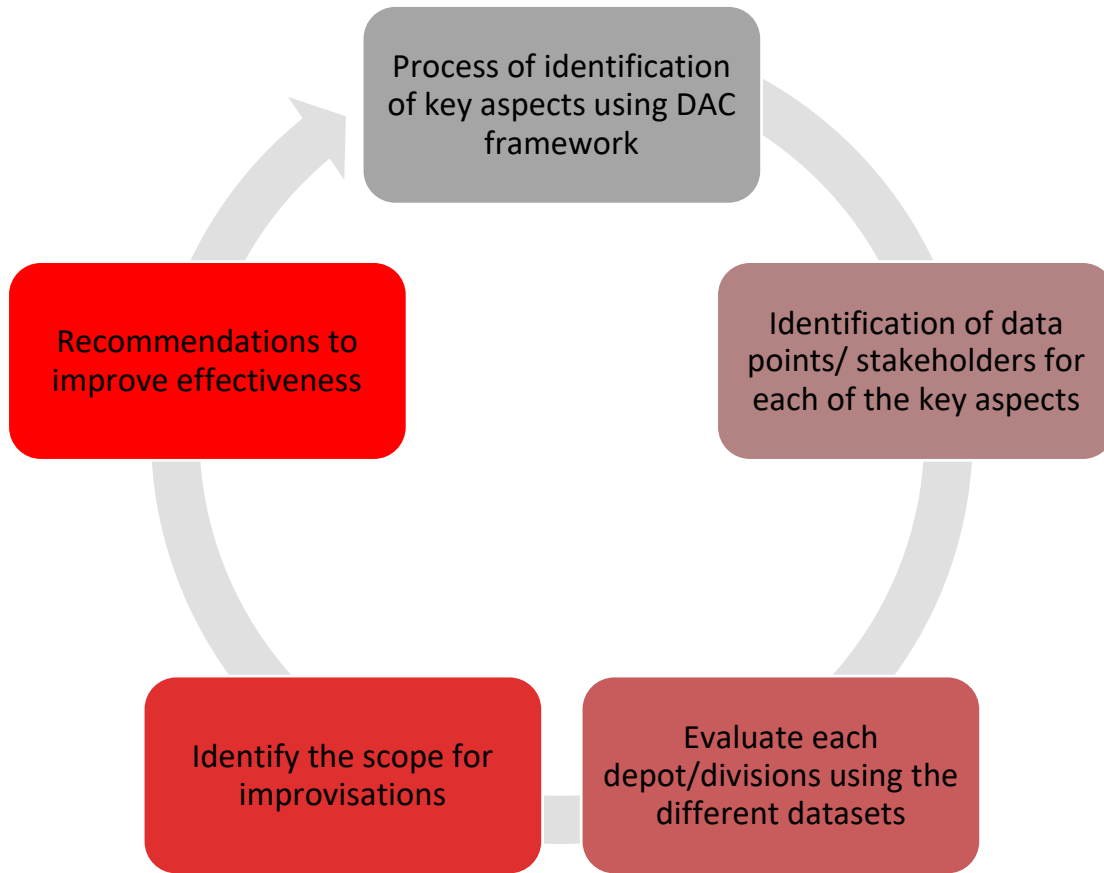 Process of identification
of key aspects using DAC
framework
Identification of data
points/ stakeholders for
each of the key aspects
Evaluate each
depot/divisions using the
different datasets
Identify the scope for
improvisations
Recommendations to
improve effectiveness